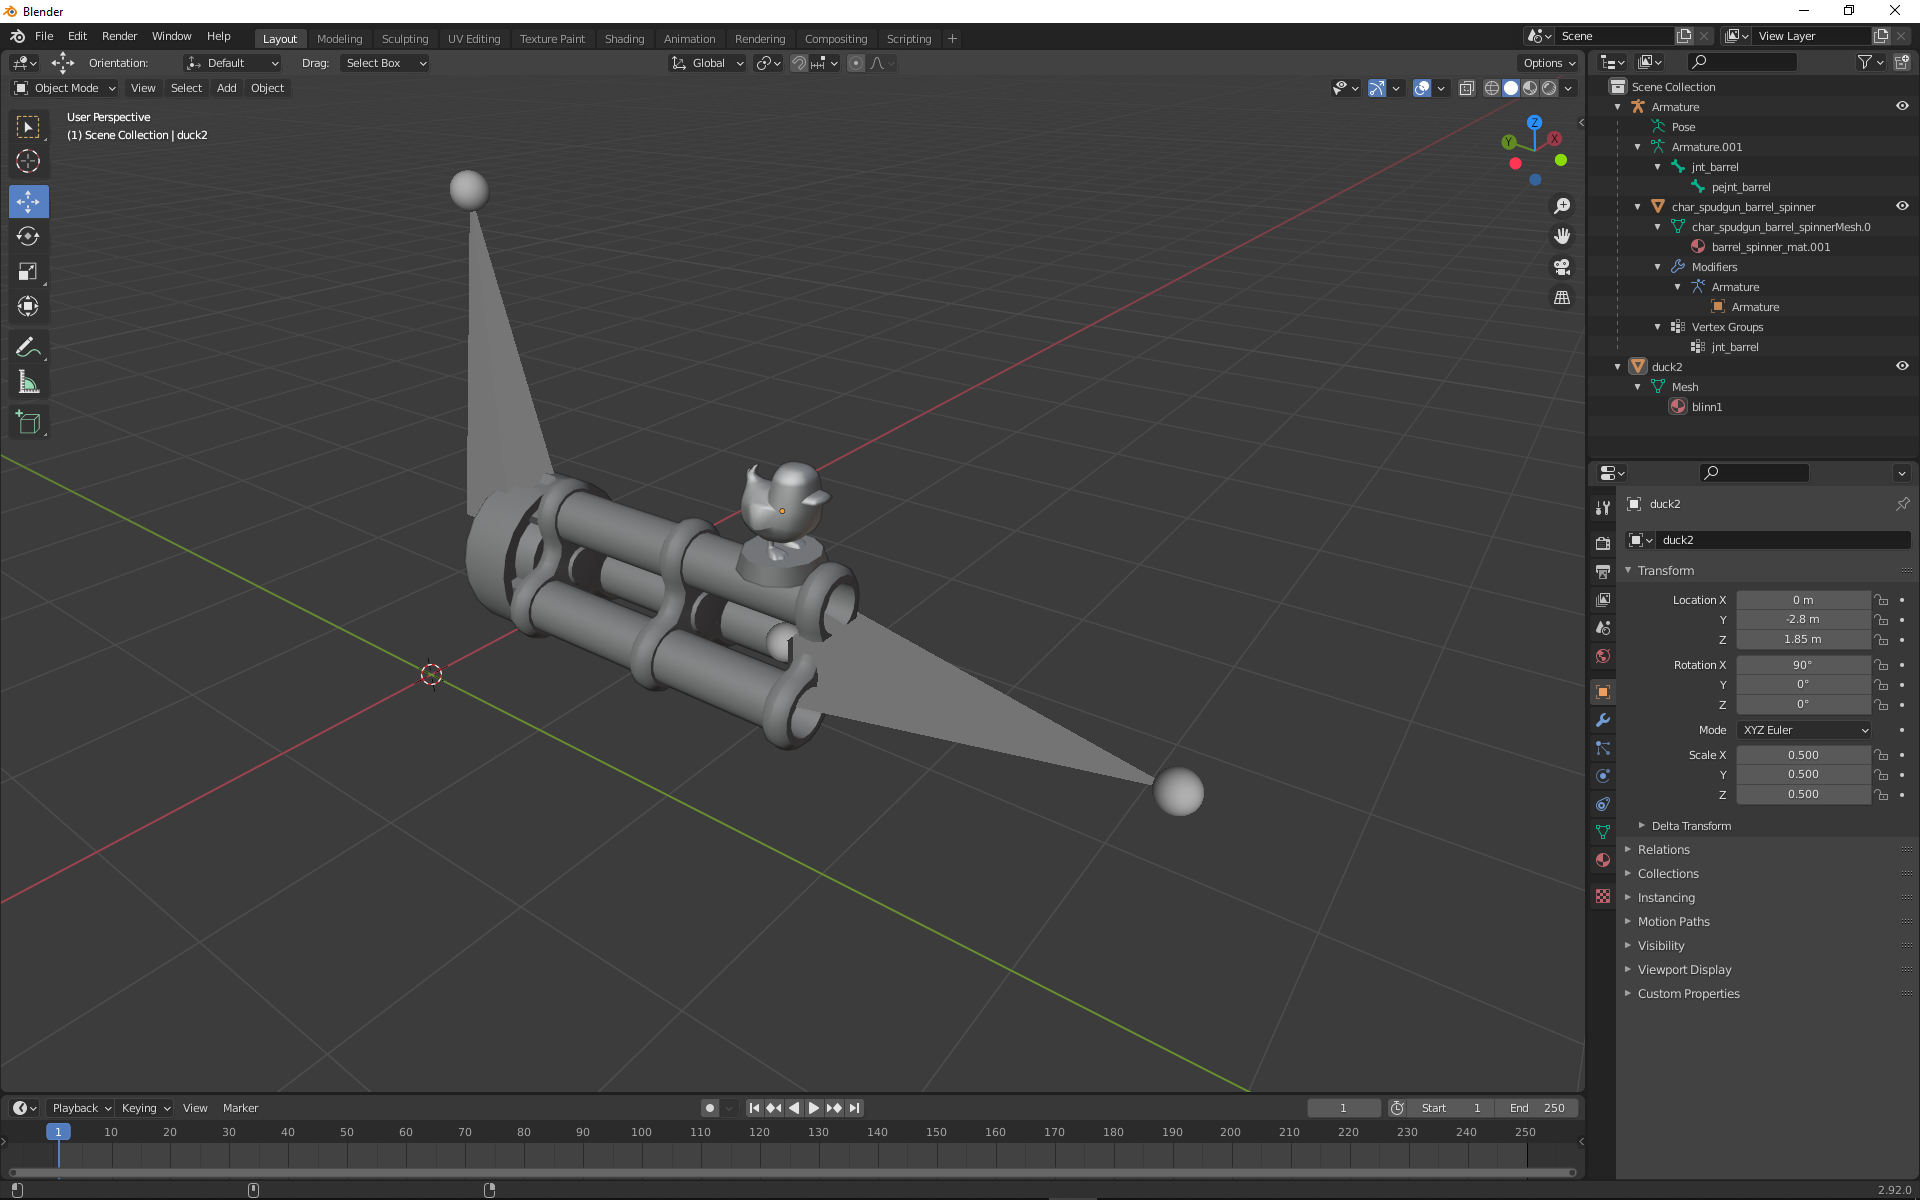 Blender
File Edit Render Window Help
Layout Modeling Sculpting UV Editing Texture Paint Shading Animation Rendering Compositing Scripting +
Scene
View Layer
Orientation: Default Drag: Select Box
Global
Options
Object Mode View Select Add Object
User Perspective
(1) Scene Collection | duck2
Z
Y
X
Scene Collection
Armature
Pose
Armature.001
jnt_barrel
pejnt_barrel
char_spudgun_barrel_spinner
char_spudgun_barrel_spinnerMesh.0
barrel_spinner_mat.001
Modifiers
Armature
Armature
Vertex Groups
jnt_barrel
duck2
Mesh
blinn1
duck2
duck2
Transform
Location X 0 m
Y -2.8 m
Z 1.85 m
Rotation X 90°
Y 0°
Z 0°
Mode XYZ Euler
Scale X 0.500
Y 0.500
Z 0.500
Delta Transform
Relations
Collections
Instancing
Motion Paths
Visibility
Viewport Display
Custom Properties
Playback Keying View Marker
1 Start 1 End 250
1 10 20 30 40 50 60 70 80 90 100 110 120 130 140 150 160 170 180 190 200 210 220 230 240 250
2.92.0